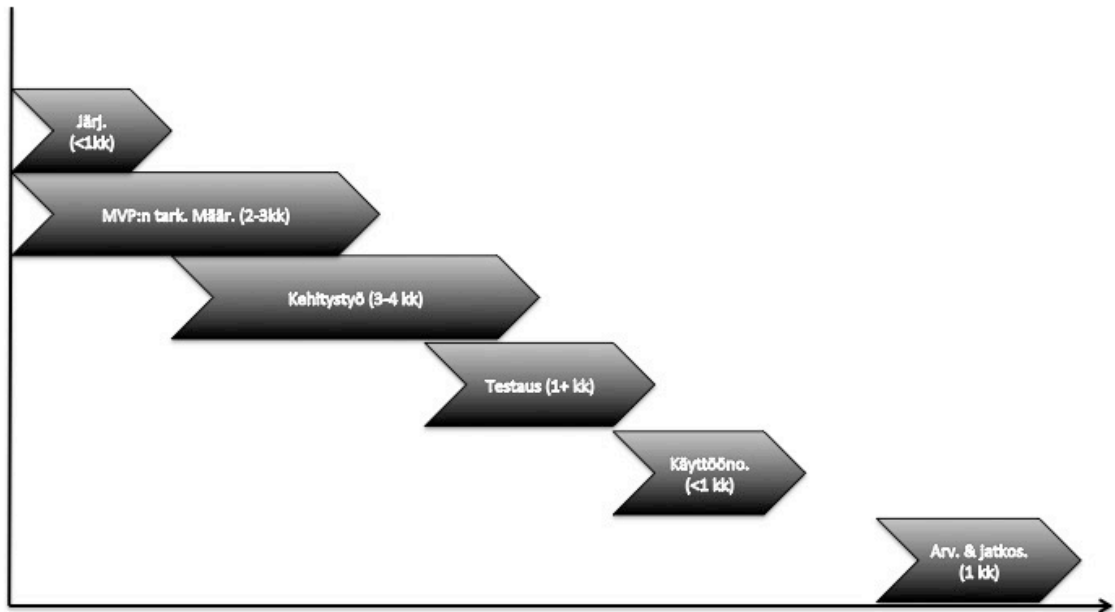 Järj.
(<1kk)
MVP:n tark. Määr. (2-3kk)
Kehitystyö (3-4 kk)
Testaus (1+ kk)
Käyttööno.
(<1 kk)
Arv. & jatkos.
(1 kk)